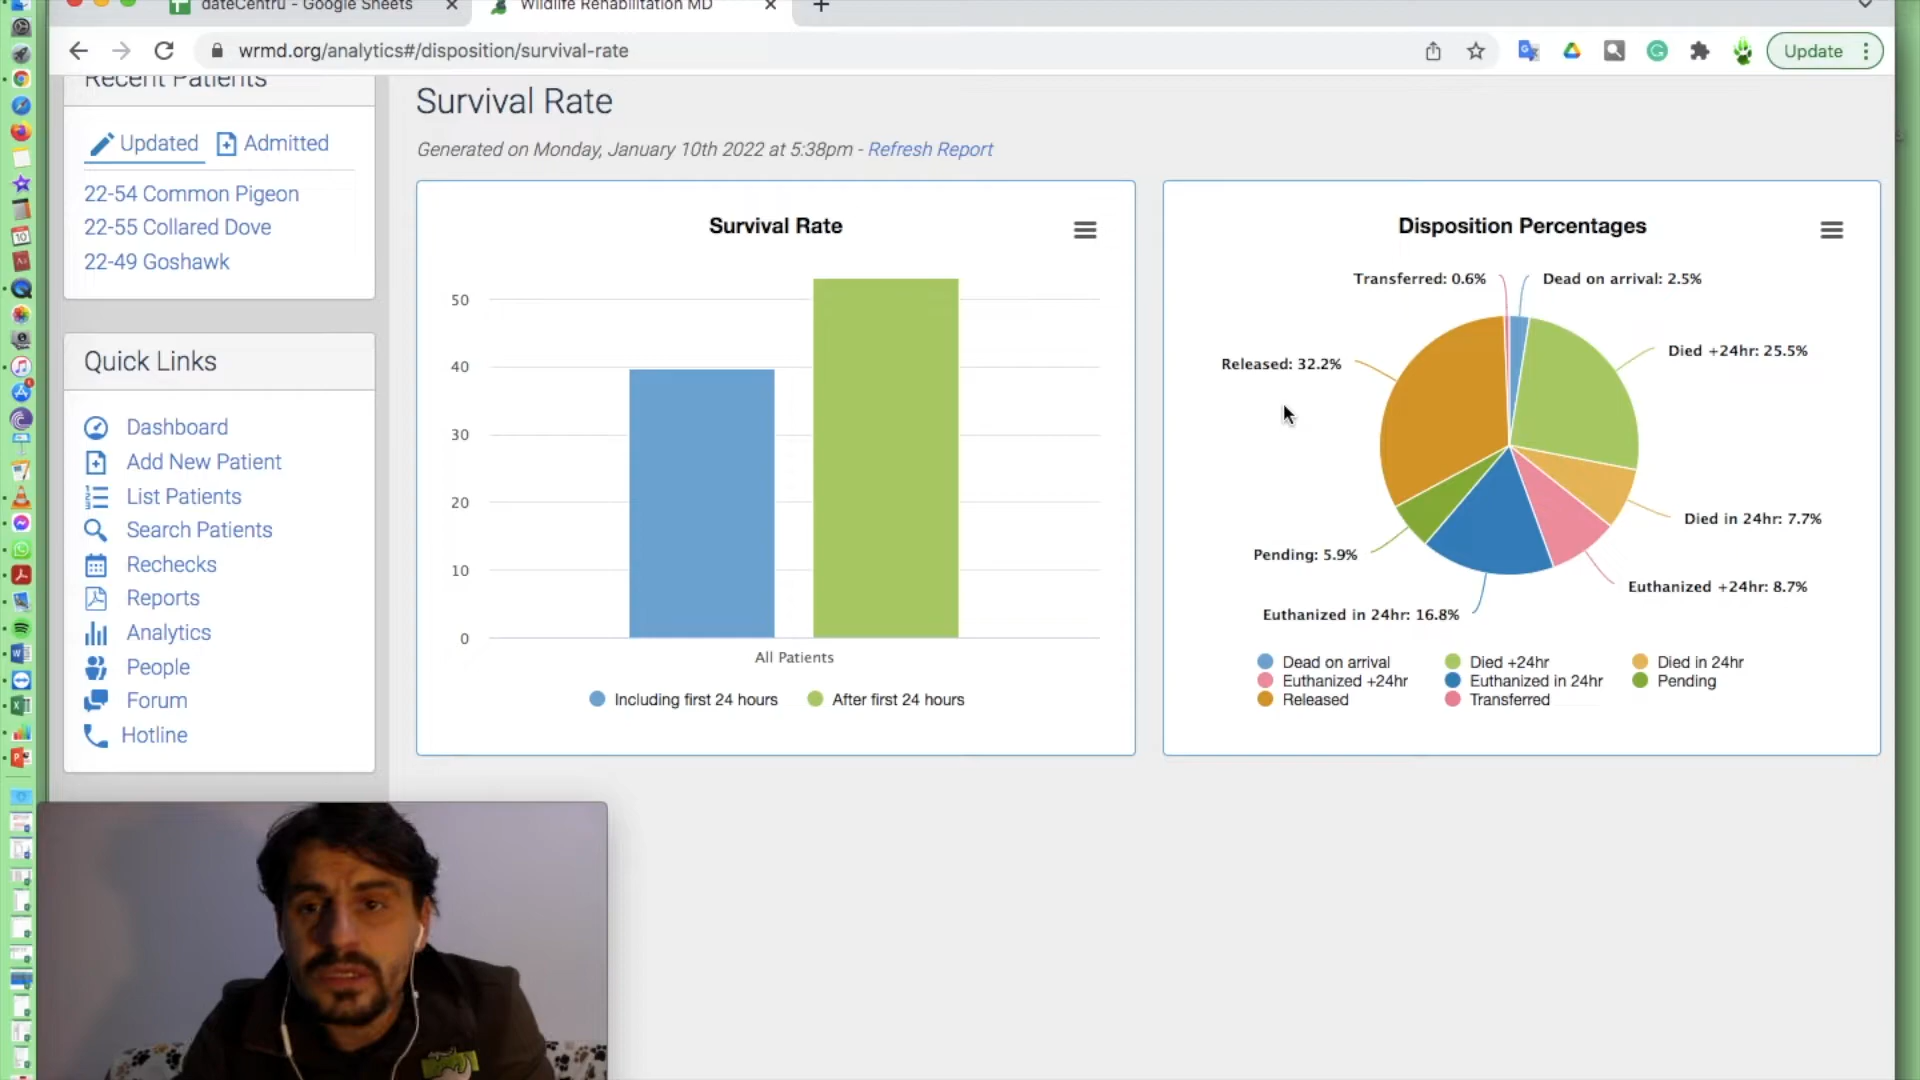 dateCentru - Google Sheets
Wildlife Rehabilitation MD
wrmd.org/analytics#/disposition/survival-rate
Update
Recent Patients
Updated
Admitted
22-54 Common Pigeon
22-55 Collared Dove
22-49 Goshawk
Quick Links
Dashboard
Add New Patient
List Patients
Search Patients
Rechecks
Reports
Analytics
People
Forum
Hotline
Survival Rate
Generated on Monday, January 10th 2022 at 5:38pm - Refresh Report
Survival Rate
50
40
30
20
10
0
All Patients
Including first 24 hours
After first 24 hours
Disposition Percentages
Transferred: 0.6%
Dead on arrival: 2.5%
Died +24hr: 25.5%
Released: 32.2%
Died in 24hr: 7.7%
Pending: 5.9%
Euthanized +24hr: 8.7%
Euthanized in 24hr: 16.8%
Dead on arrival
Died +24hr
Died in 24hr
Euthanized +24hr
Euthanized in 24hr
Pending
Released
Transferred